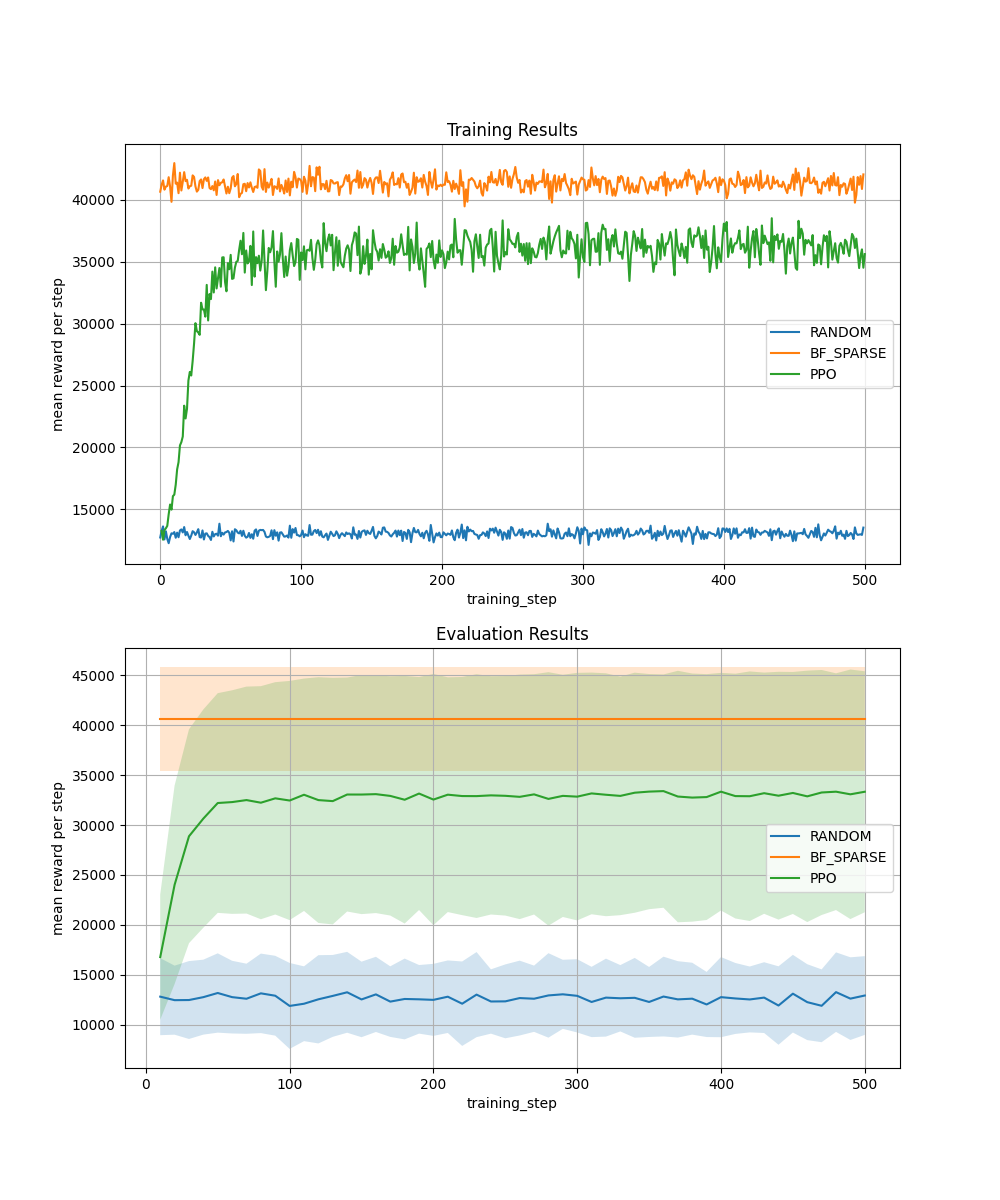 Training Results
40000
35000
30000
25000
20000
15000
mean reward per step
RANDOM
BF_SPARSE
PPO
0 100 200 300 400 500
training_step
Evaluation Results
45000
40000
35000
30000
25000
20000
15000
10000
mean reward per step
RANDOM
BF_SPARSE
PPO
0 100 200 300 400 500
training_step